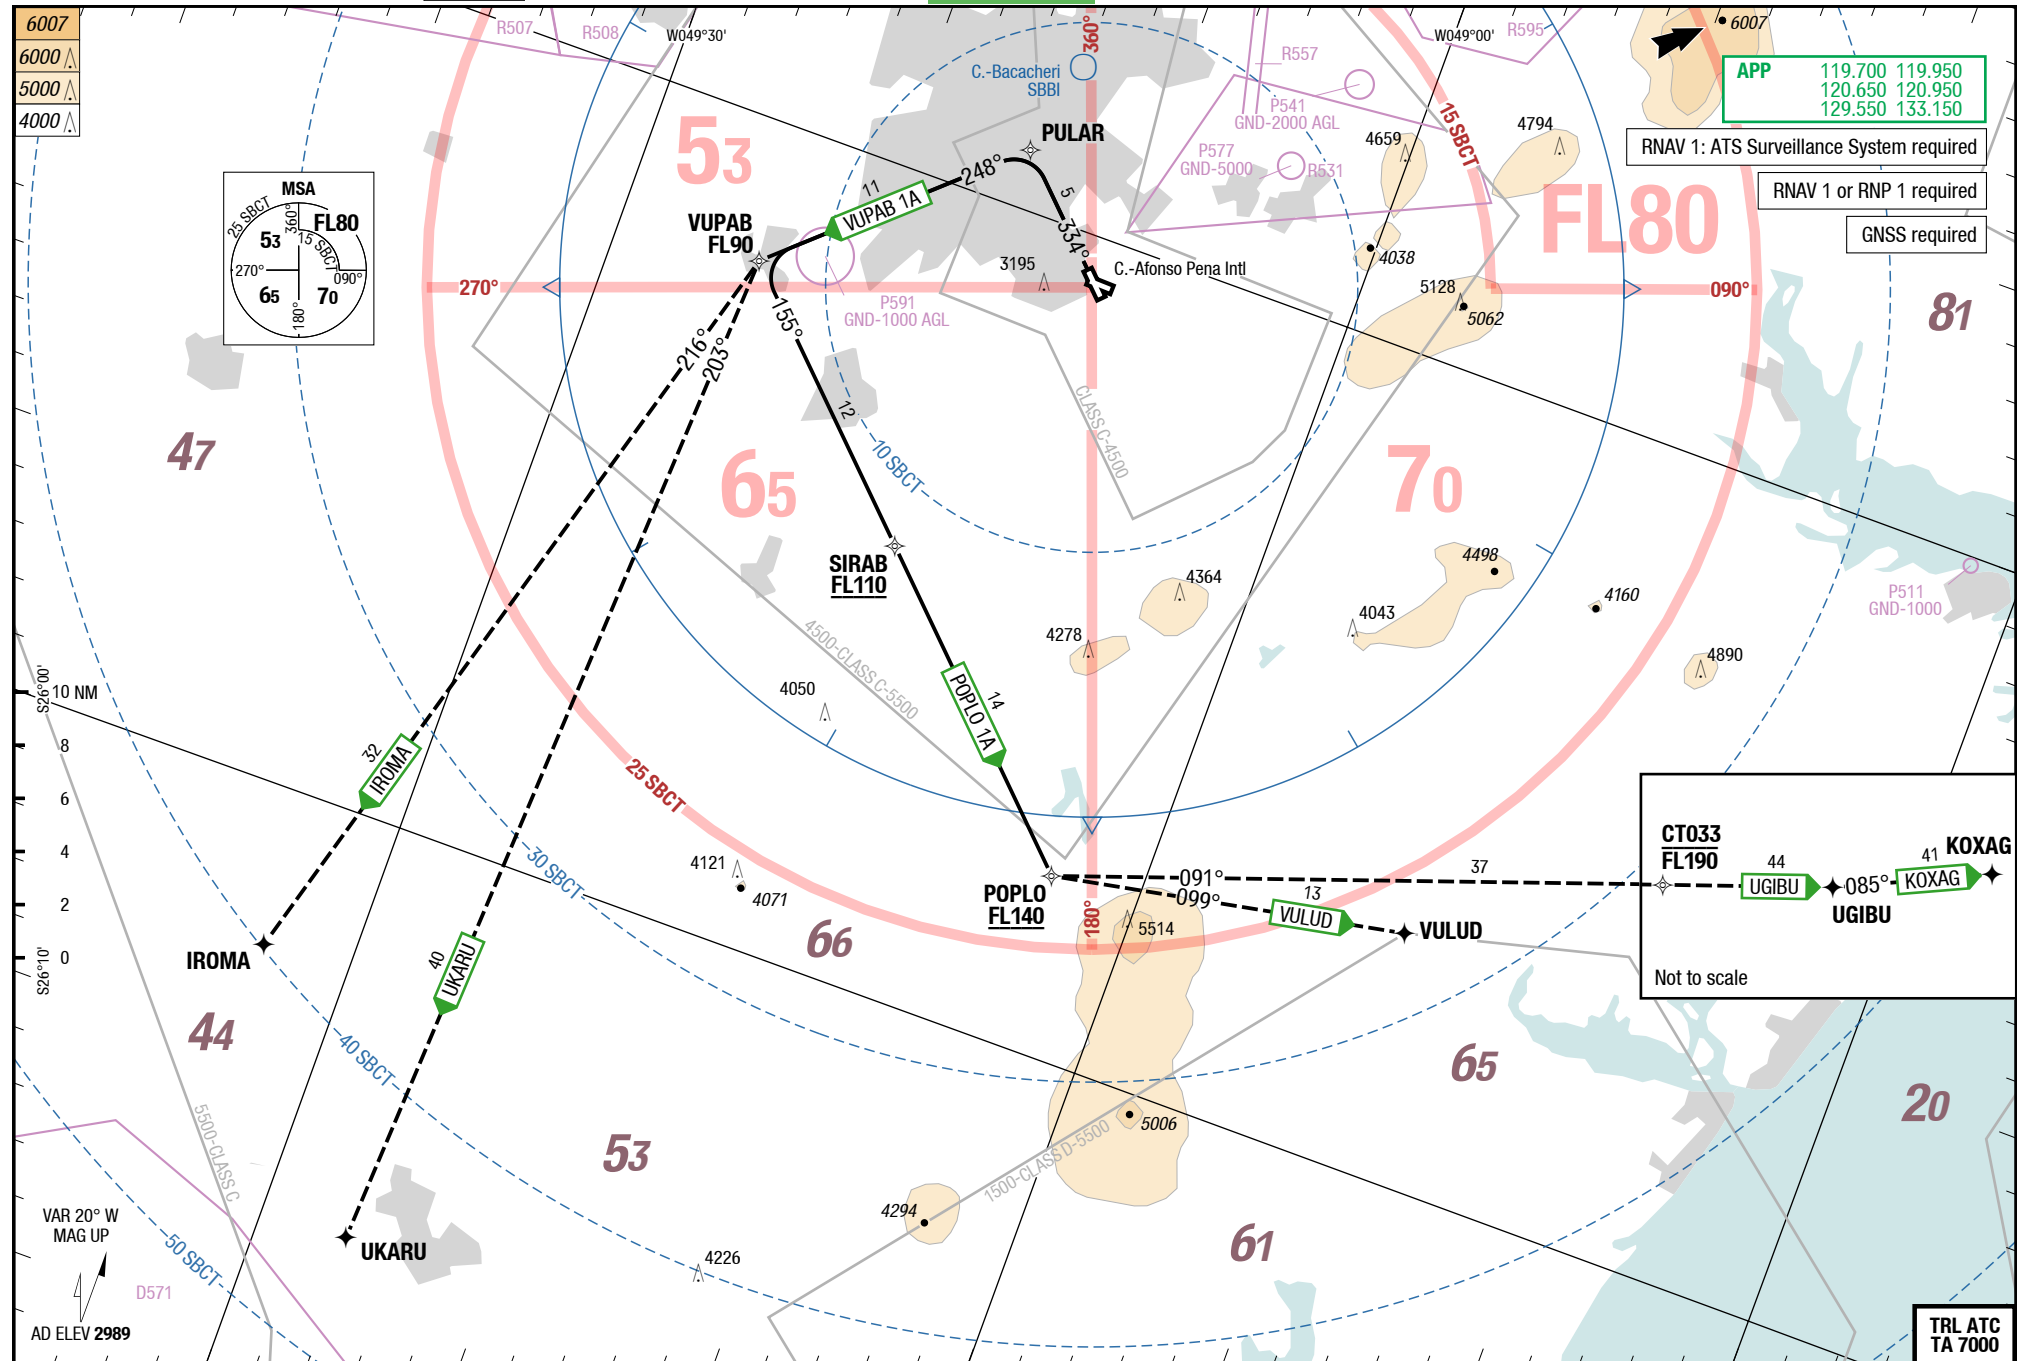 6007
6000
5000
4000
R507
R508
W049°30'
360°
C.-Bacacheri
SBBI
R557
W049°00'
R595
6007
APP 119.700 119.950
120.650 120.950
129.550 133.150
RNAV 1: ATS Surveillance System required
RNAV 1 or RNP 1 required
GNSS required
P541
GND-2000 AGL
P577
GND-5000
R531
15 SBCT
4659
4794
53
FL80
PULAR
248°
11
VUPAB 1A
5
334°
C.-Afonso Pena Intl
VUPAB
FL90
3195
4038
5128
5062
MSA
25 SBCT
360°
FL80
53
15 SBCT
270°
090°
65
70
180°
270°
090°
P591
GND-1000 AGL
155°
216°
203°
81
47
12
CLASS C-4500
10 SBCT
65
70
SIRAB
FL110
4498
4364
4160
4043
4278
P511
GND-1000
4890
4500-CLASS C-5500
4050
14
POPLO 1A
S26°00'
10 NM
8
6
4
2
0
S26°10'
32
IROMA
25 SBCT
30 SBCT
4121
4071
POPLO
FL140
091°
099°
37
13
VULUD
VULUD
180°
5514
CT033
FL190
44
UGIBU
UGIBU
085°
41
KOXAG
KOXAG
Not to scale
IROMA
66
40
UKARU
44
40 SBCT
65
20
5500-CLASS C
53
5006
1500-CLASS D-5500
4294
61
VAR 20° W
MAG UP
50 SBCT
UKARU
4226
D571
AD ELEV 2989
TRL ATC
TA 7000